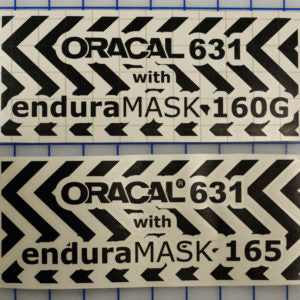 ORACAL 631
with
enduraMASK 160G
ORACAL® 631
with
enduraMASK 165